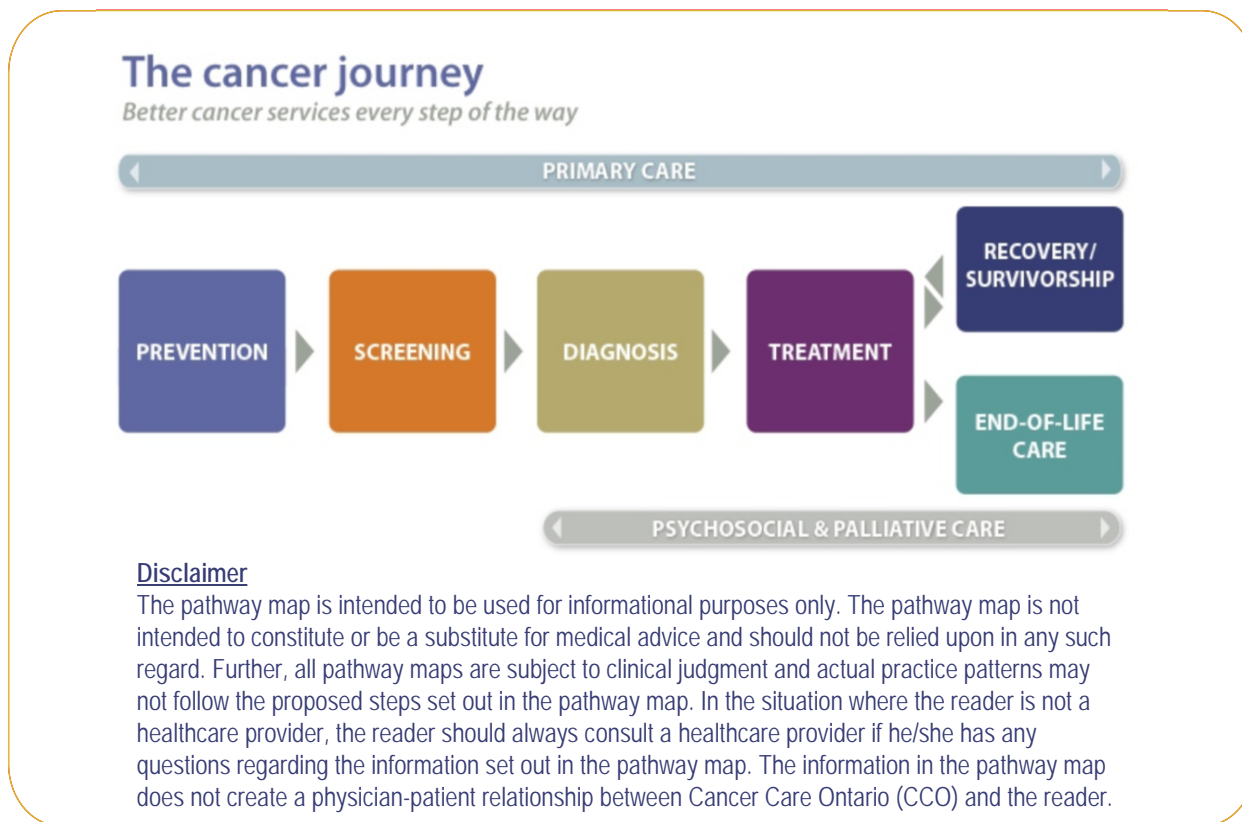 The cancer journey
Better cancer services every step of the way
PRIMARY CARE
PREVENTION
SCREENING
DIAGNOSIS
TREATMENT
RECOVERY/
SURVIVORSHIP
END-OF-LIFE
CARE
PSYCHOSOCIAL & PALLIATIVE CARE
Disclaimer
The pathway map is intended to be used for informational purposes only. The pathway map is not
intended to constitute or be a substitute for medical advice and should not be relied upon in any such
regard. Further, all pathway maps are subject to clinical judgment and actual practice patterns may
not follow the proposed steps set out in the pathway map. In the situation where the reader is not a
healthcare provider, the reader should always consult a healthcare provider if he/she has any
questions regarding the information set out in the pathway map. The information in the pathway map
does not create a physician-patient relationship between Cancer Care Ontario (CCO) and the reader.